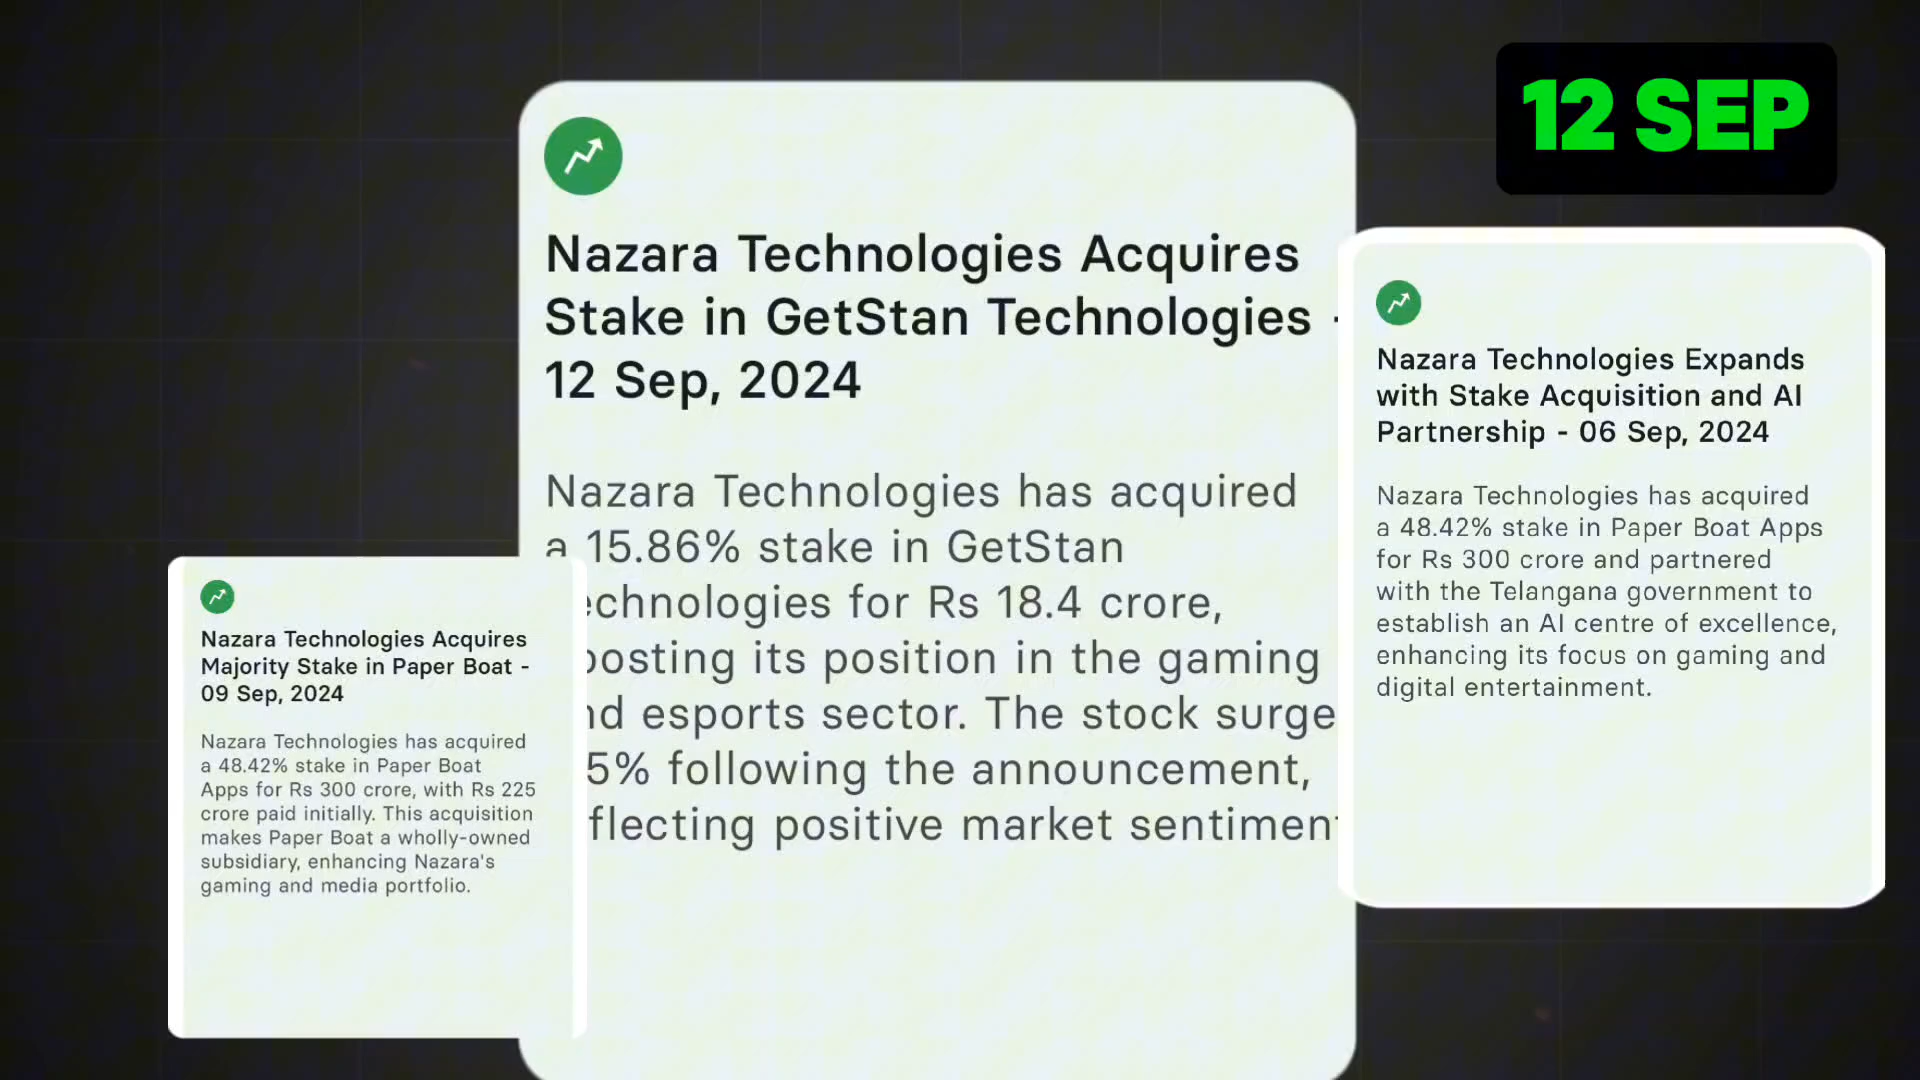 12 SEP
Nazara Technologies Acquires
Stake in GetStan Technologies -
12 Sep, 2024
Nazara Technologies has acquired
a 15.86% stake in GetStan
echnologies for Rs 18.4 crore,
oosting its position in the gaming
nd esports sector. The stock surge
5% following the announcement,
flecting positive market sentiment
Nazara Technologies Expands
with Stake Acquisition and AI
Partnership - 06 Sep, 2024
Nazara Technologies has acquired
a 48.42% stake in Paper Boat Apps
for Rs 300 crore and partnered
with the Telangana government to
establish an AI centre of excellence,
enhancing its focus on gaming and
digital entertainment.
Nazara Technologies Acquires
Majority Stake in Paper Boat -
09 Sep, 2024
Nazara Technologies has acquired
a 48.42% stake in Paper Boat
Apps for Rs 300 crore, with Rs 225
crore paid initially. This acquisition
makes Paper Boat a wholly-owned
subsidiary, enhancing Nazara's
gaming and media portfolio.